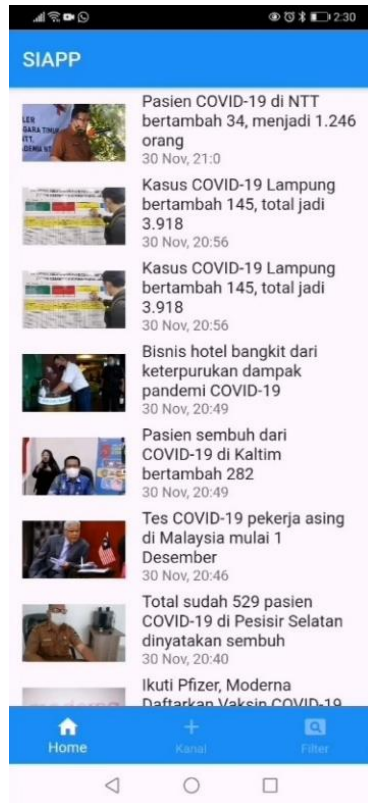 2:30
SIAPP
Pasien COVID-19 di NTT
bertambah 34, menjadi 1.246
orang
30 Nov, 21:0
Kasus COVID-19 Lampung
bertambah 145, total jadi
3.918
30 Nov, 20:56
Kasus COVID-19 Lampung
bertambah 145, total jadi
3.918
30 Nov, 20:56
Bisnis hotel bangkit dari
keterpurukan dampak
pandemi COVID-19
30 Nov, 20:49
Pasien sembuh dari
COVID-19 di Kaltim
bertambah 282
30 Nov, 20:49
Tes COVID-19 pekerja asing
di Malaysia mulai 1
Desember
30 Nov, 20:46
Total sudah 529 pasien
COVID-19 di Pesisir Selatan
dinyatakan sembuh
30 Nov, 20:40
Ikuti Pfizer, Moderna
Daftarkan Vaksin COVID-19
Home
Kanal
Filter